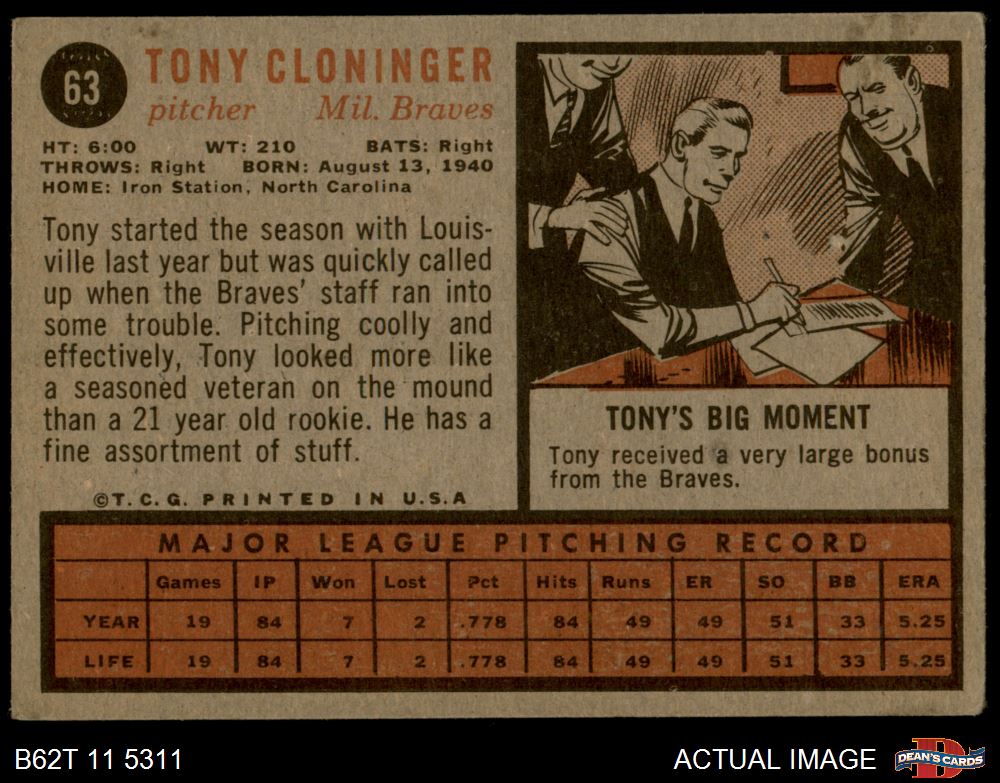 63
TONY CLONINGER
pitcher Mil. Braves
HT: 6:00 WT: 210 BATS: Right
THROWS: Right BORN: August 13, 1940
HOME: Iron Station, North Carolina
Tony started the season with Louis-
ville last year but was quickly called
up when the Braves' staff ran into
some trouble. Pitching coolly and
effectively, Tony looked more like
a seasoned veteran on the mound
than a 21 year old rookie. He has a
fine assortment of stuff.
©T.C.G. PRINTED IN U.S.A
TONY'S BIG MOMENT
Tony received a very large bonus
from the Braves.
MAJOR LEAGUE PITCHING RECORD
Games IP Won Lost Pct Hits Runs ER SO BB ERA
YEAR 19 84 7 2 .778 84 49 49 51 33 5.25
LIFE 19 84 7 2 .778 84 49 49 51 33 5.25
B62T 11 5311 ACTUAL IMAGE
D
DEAN'S CARDS